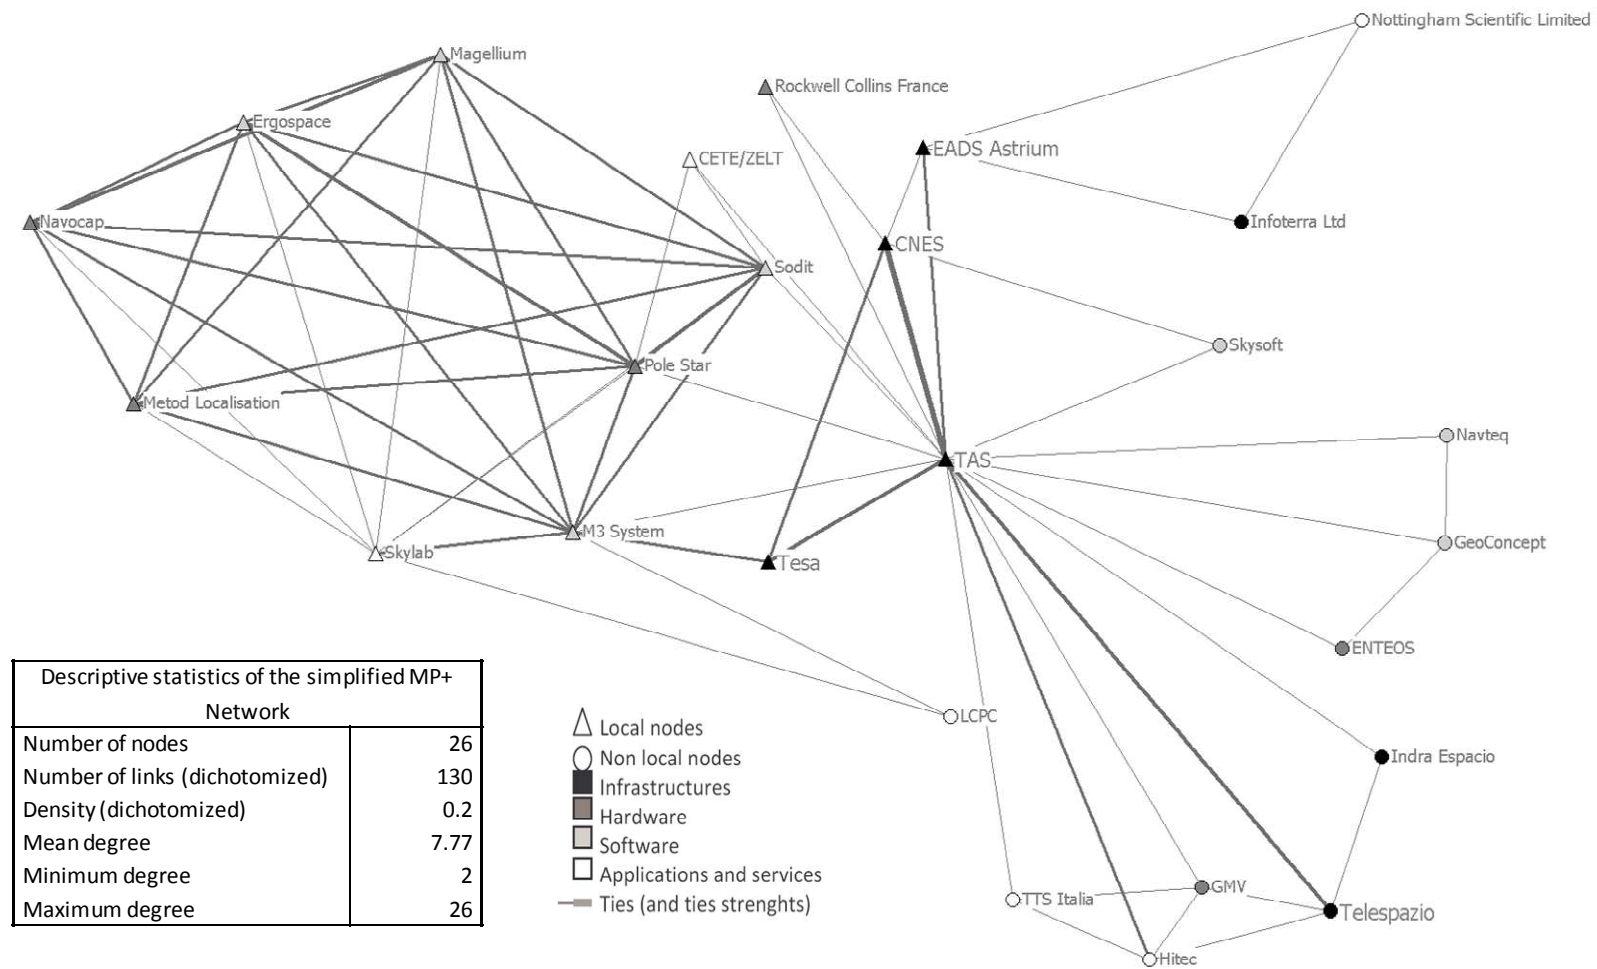 Nottingham Scientific Limited
Magellium
Rockwell Collins France
Ergospace
EADS Astrium
CETE/ZELT
Navocap
Infoterra Ltd
CNES
Sodit
Skysoft
Pole Star
Metod Localisation
Navteq
TAS
M3 System
GeoConcept
Skylab
Tesa
ENTEOS
Descriptive statistics of the simplified MP+
Network
Number of nodes 26
Number of links (dichotomized) 130
Density (dichotomized) 0.2
Mean degree 7.77
Minimum degree 2
Maximum degree 26
LCPC
Local nodes
Non local nodes
Infrastructures
Hardware
Software
Applications and services
Ties (and ties strenghts)
Indra Espacio
GMV
TTS Italia
Telespazio
Hitec